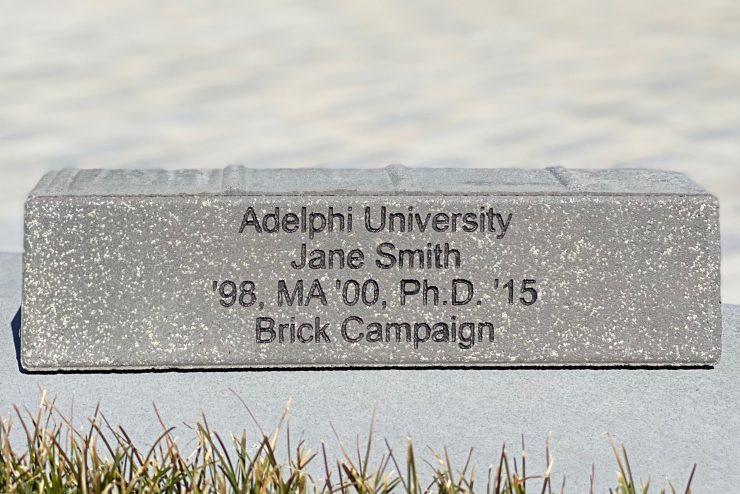 Adelphi University
Jane Smith
'98, MA '00, Ph.D. '15
Brick Campaign